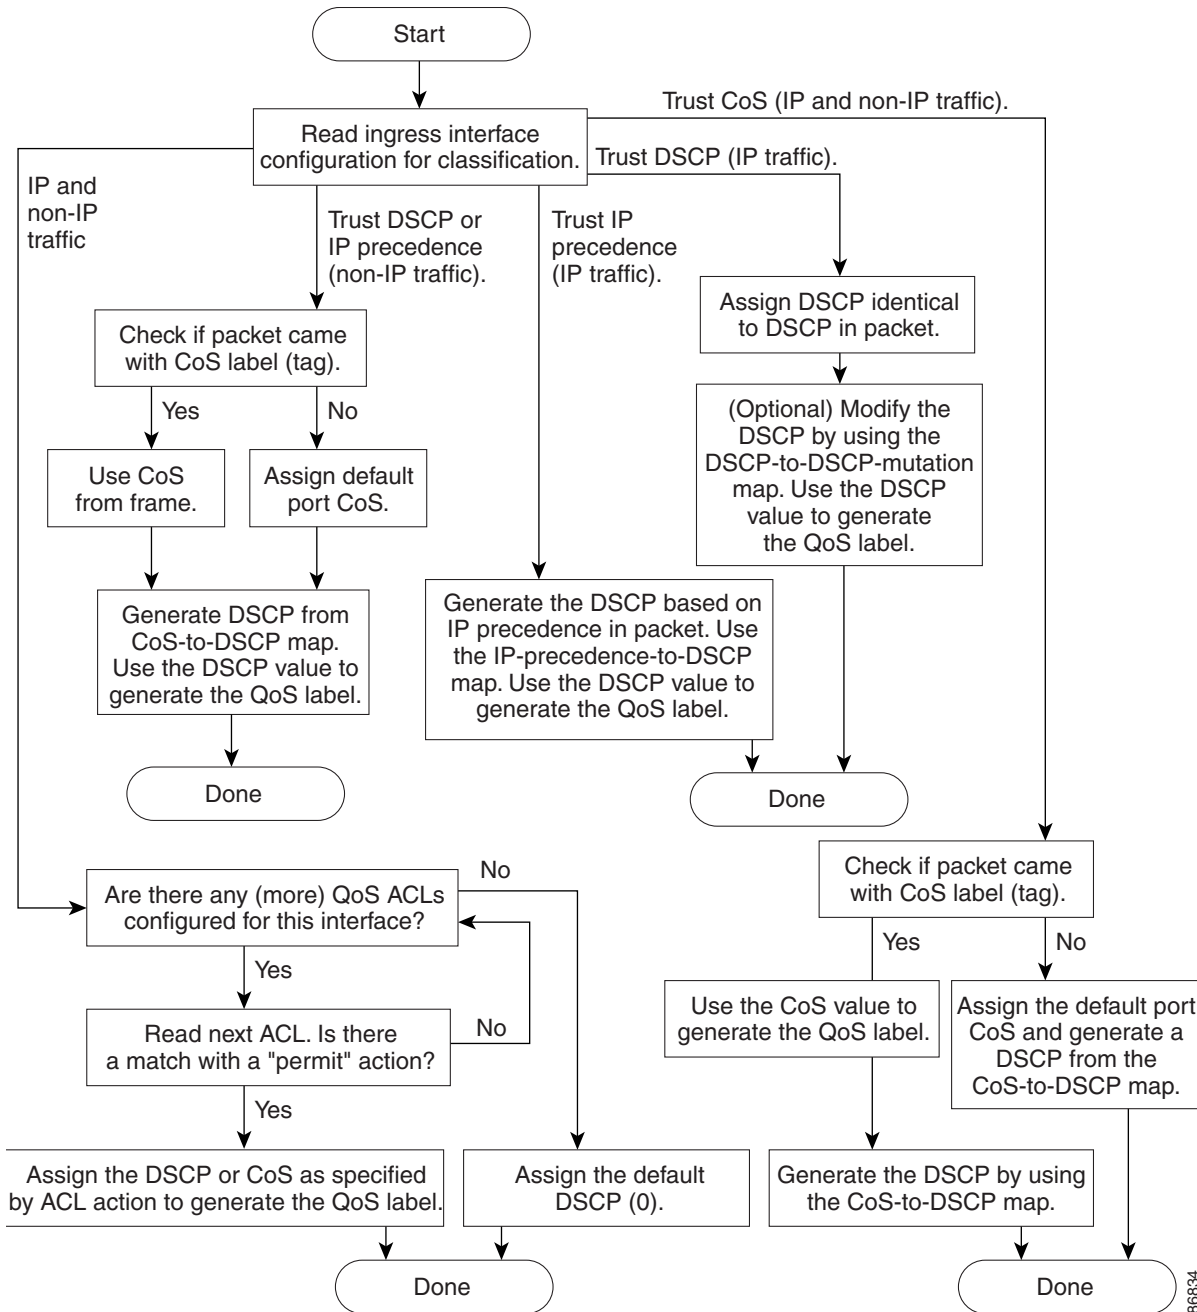 Start
Trust CoS (IP and non-IP traffic).
Read ingress interface
configuration for classification.
Trust DSCP (IP traffic).
IP and
non-IP
traffic
Trust DSCP or
IP precedence
(non-IP traffic).
Trust IP
precedence
(IP traffic).
Assign DSCP identical
to DSCP in packet.
Check if packet came
with CoS label (tag).
Yes
No
(Optional) Modify the
DSCP by using the
DSCP-to-DSCP-mutation
map. Use the DSCP
value to generate
the QoS label.
Use CoS
from frame.
Assign default
port CoS.
Generate DSCP from
CoS-to-DSCP map.
Use the DSCP value to
generate the QoS label.
Generate the DSCP based on
IP precedence in packet. Use
the IP-precedence-to-DSCP
map. Use the DSCP value to
generate the QoS label.
Done
Done
Are there any (more) QoS ACLs
configured for this interface?
No
Check if packet came
with CoS label (tag).
Yes
Yes
No
Read next ACL. Is there
a match with a "permit" action?
No
Use the CoS value to
generate the QoS label.
Assign the default port
CoS and generate a
DSCP from the
CoS-to-DSCP map.
Yes
Assign the DSCP or CoS as specified
by ACL action to generate the QoS label.
Assign the default
DSCP (0).
Generate the DSCP by using
the CoS-to-DSCP map.
Done
Done
86834